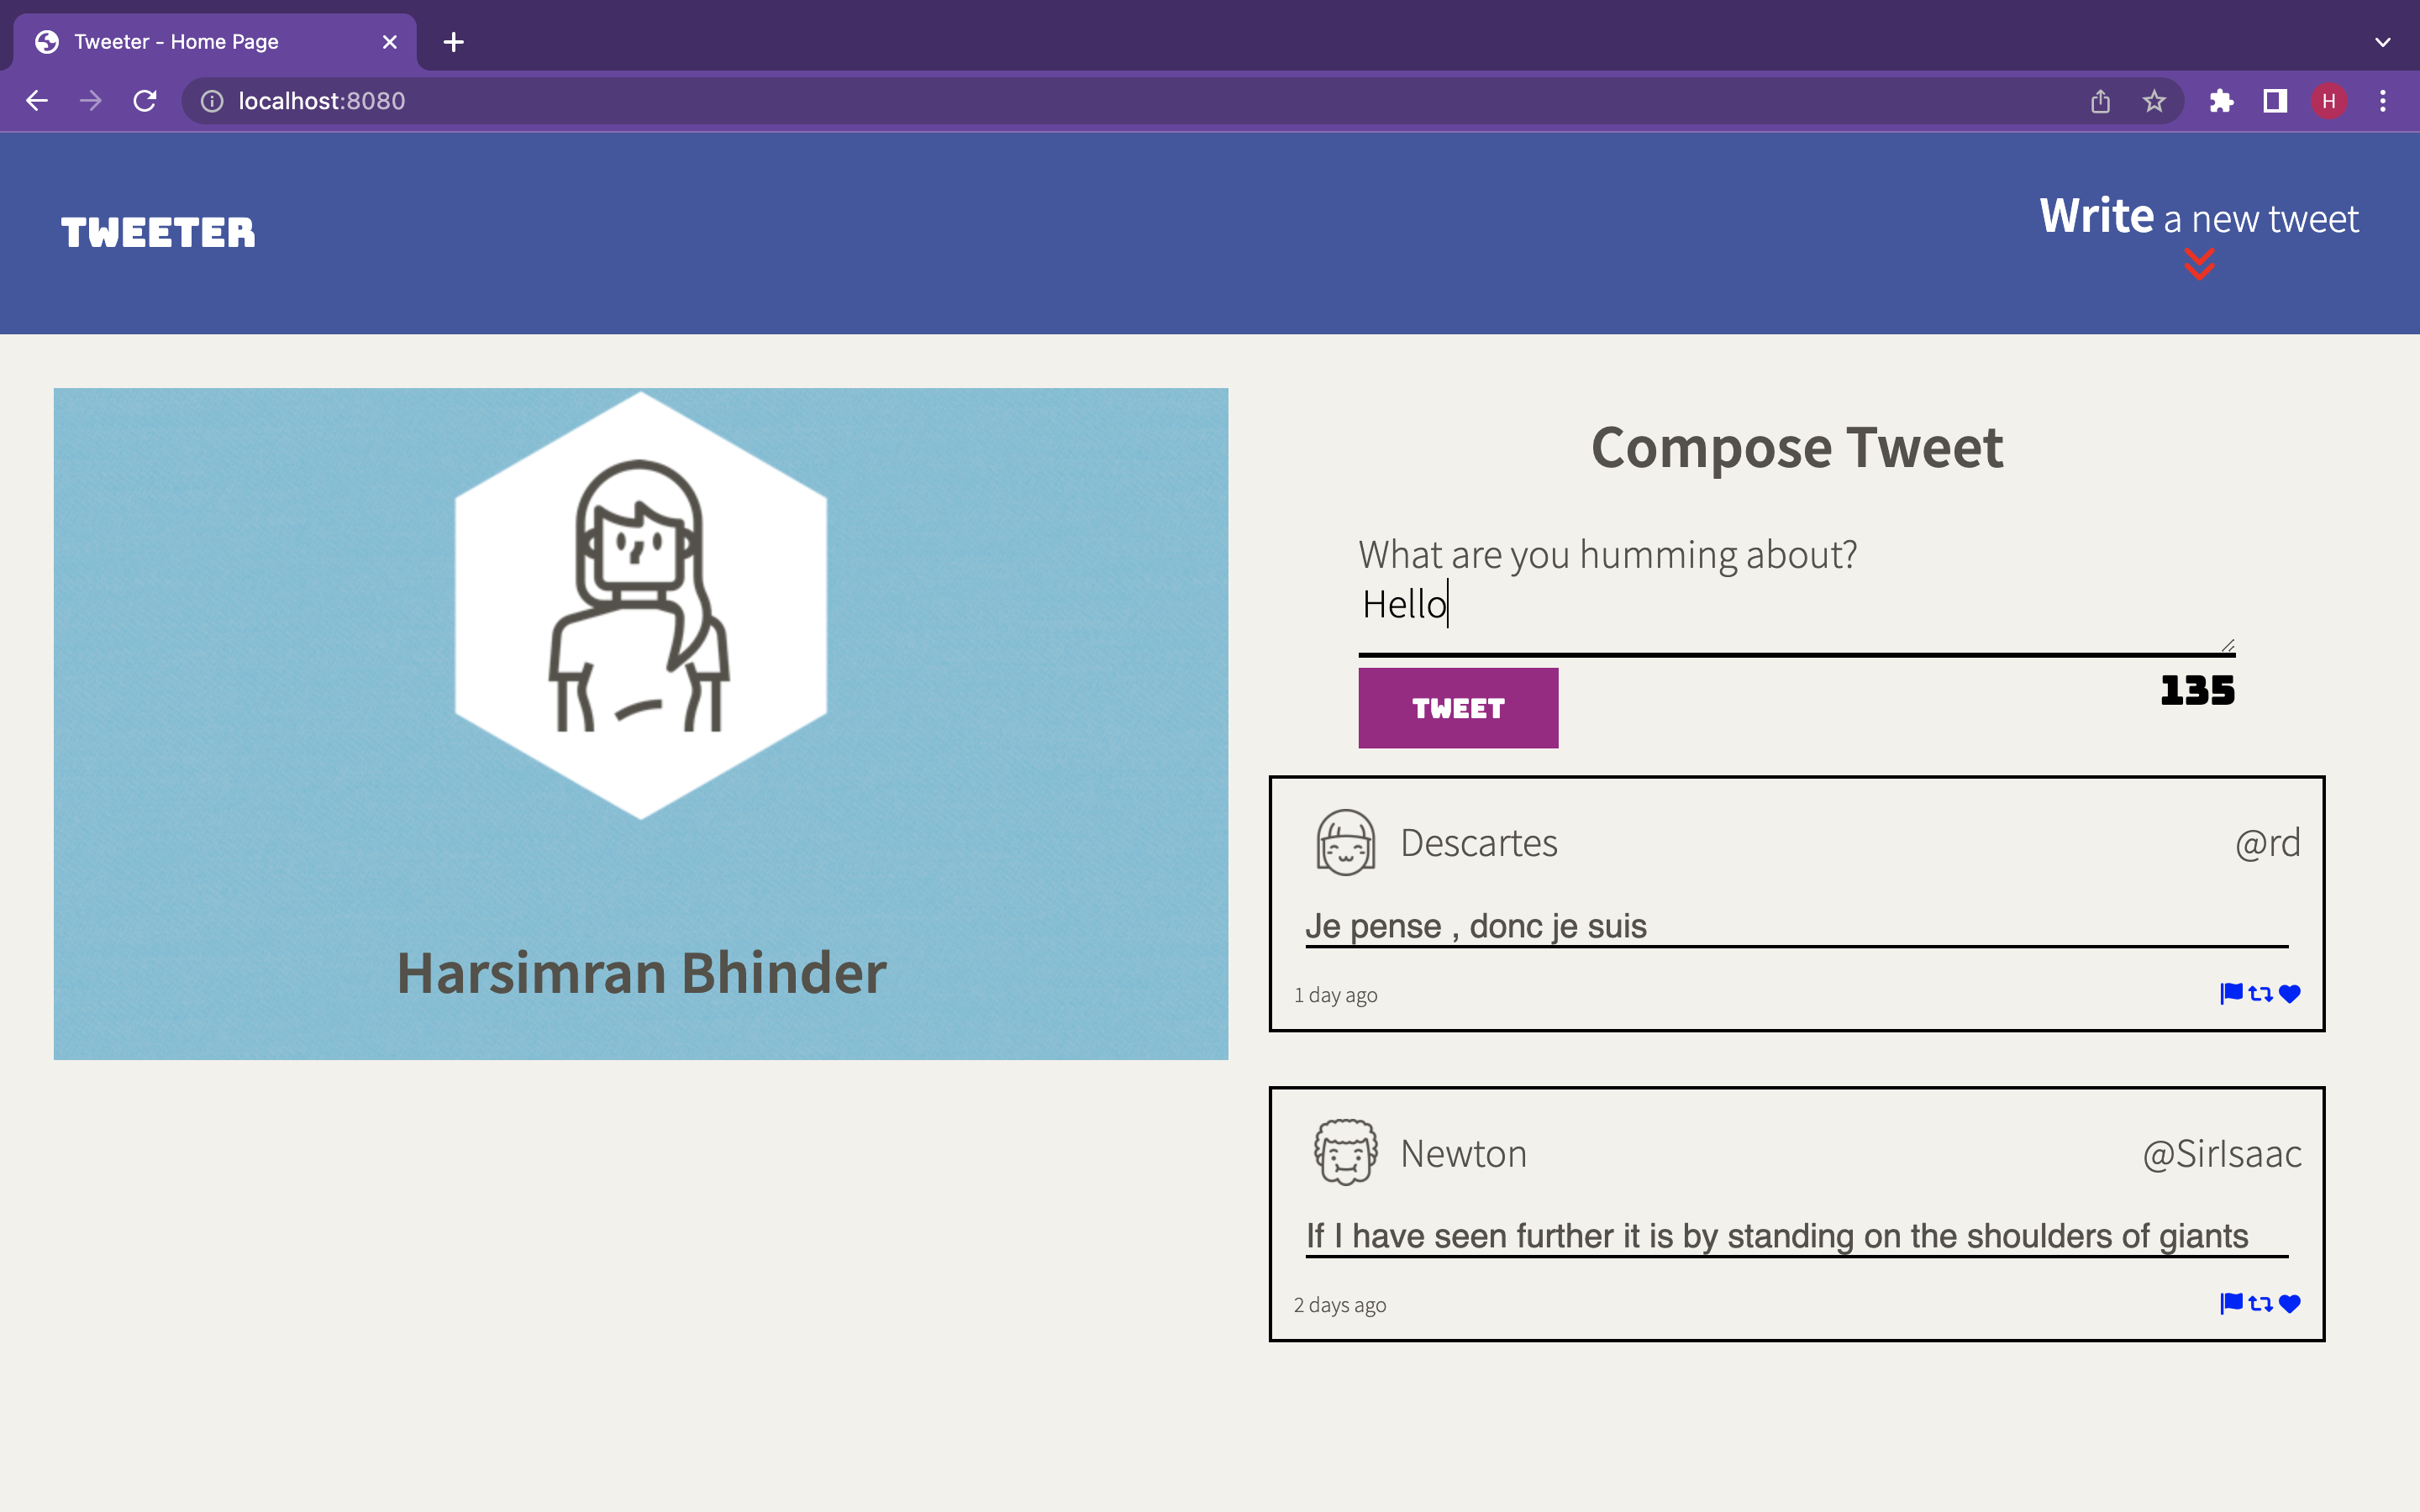 Tweeter - Home Page
localhost:8080
H
TWEETER
Write a new tweet
Harsimran Bhinder
Compose Tweet
What are you humming about?
Hello
TWEET
135
Descartes @rd
Je pense , donc je suis
1 day ago
Newton @SirIsaac
If I have seen further it is by standing on the shoulders of giants
2 days ago